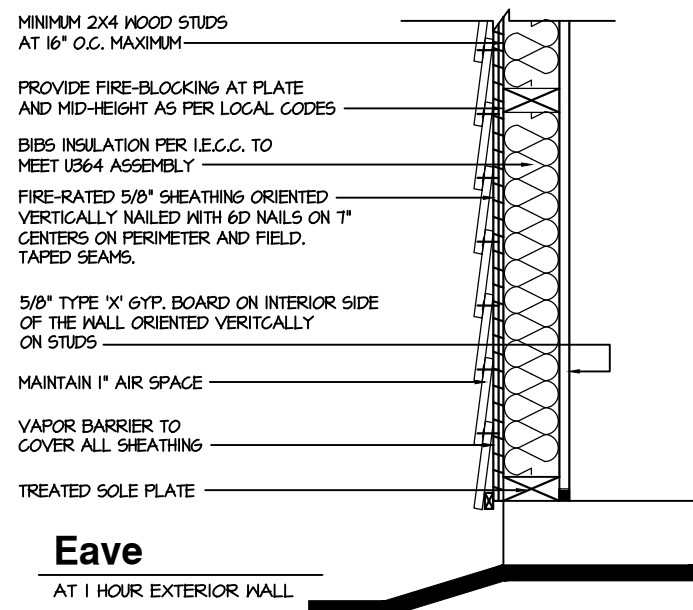 MINIMUM 2X4 WOOD STUDS
AT 16" O.C. MAXIMUM
PROVIDE FIRE-BLOCKING AT PLATE
AND MID-HEIGHT AS PER LOCAL CODES
BIBS INSULATION PER I.E.C.C. TO
MEET U364 ASSEMBLY
FIRE-RATED 5/8" SHEATHING ORIENTED
VERTICALLY NAILED WITH 6D NAILS ON 7"
CENTERS ON PERIMETER AND FIELD.
TAPED SEAMS.
5/8" TYPE 'X' GYP. BOARD ON INTERIOR SIDE
OF THE WALL ORIENTED VERITCALLY
ON STUDS
MAINTAIN 1" AIR SPACE
VAPOR BARRIER TO
COVER ALL SHEATHING
TREATED SOLE PLATE
Eave
AT 1 HOUR EXTERIOR WALL